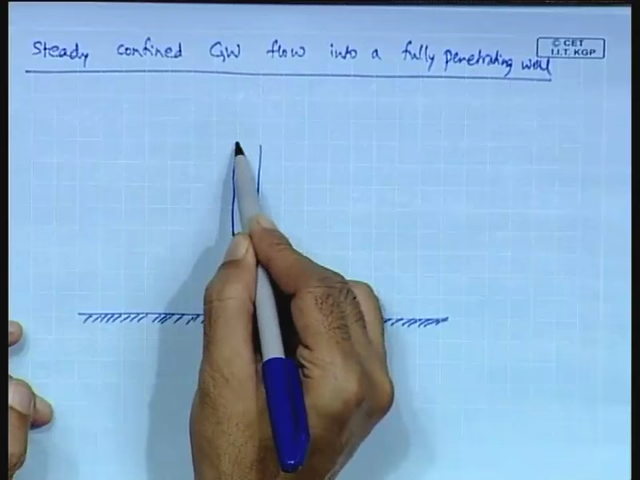 Steady confined GW flow into a fully penetrating well
© CET
I.I.T. KGP